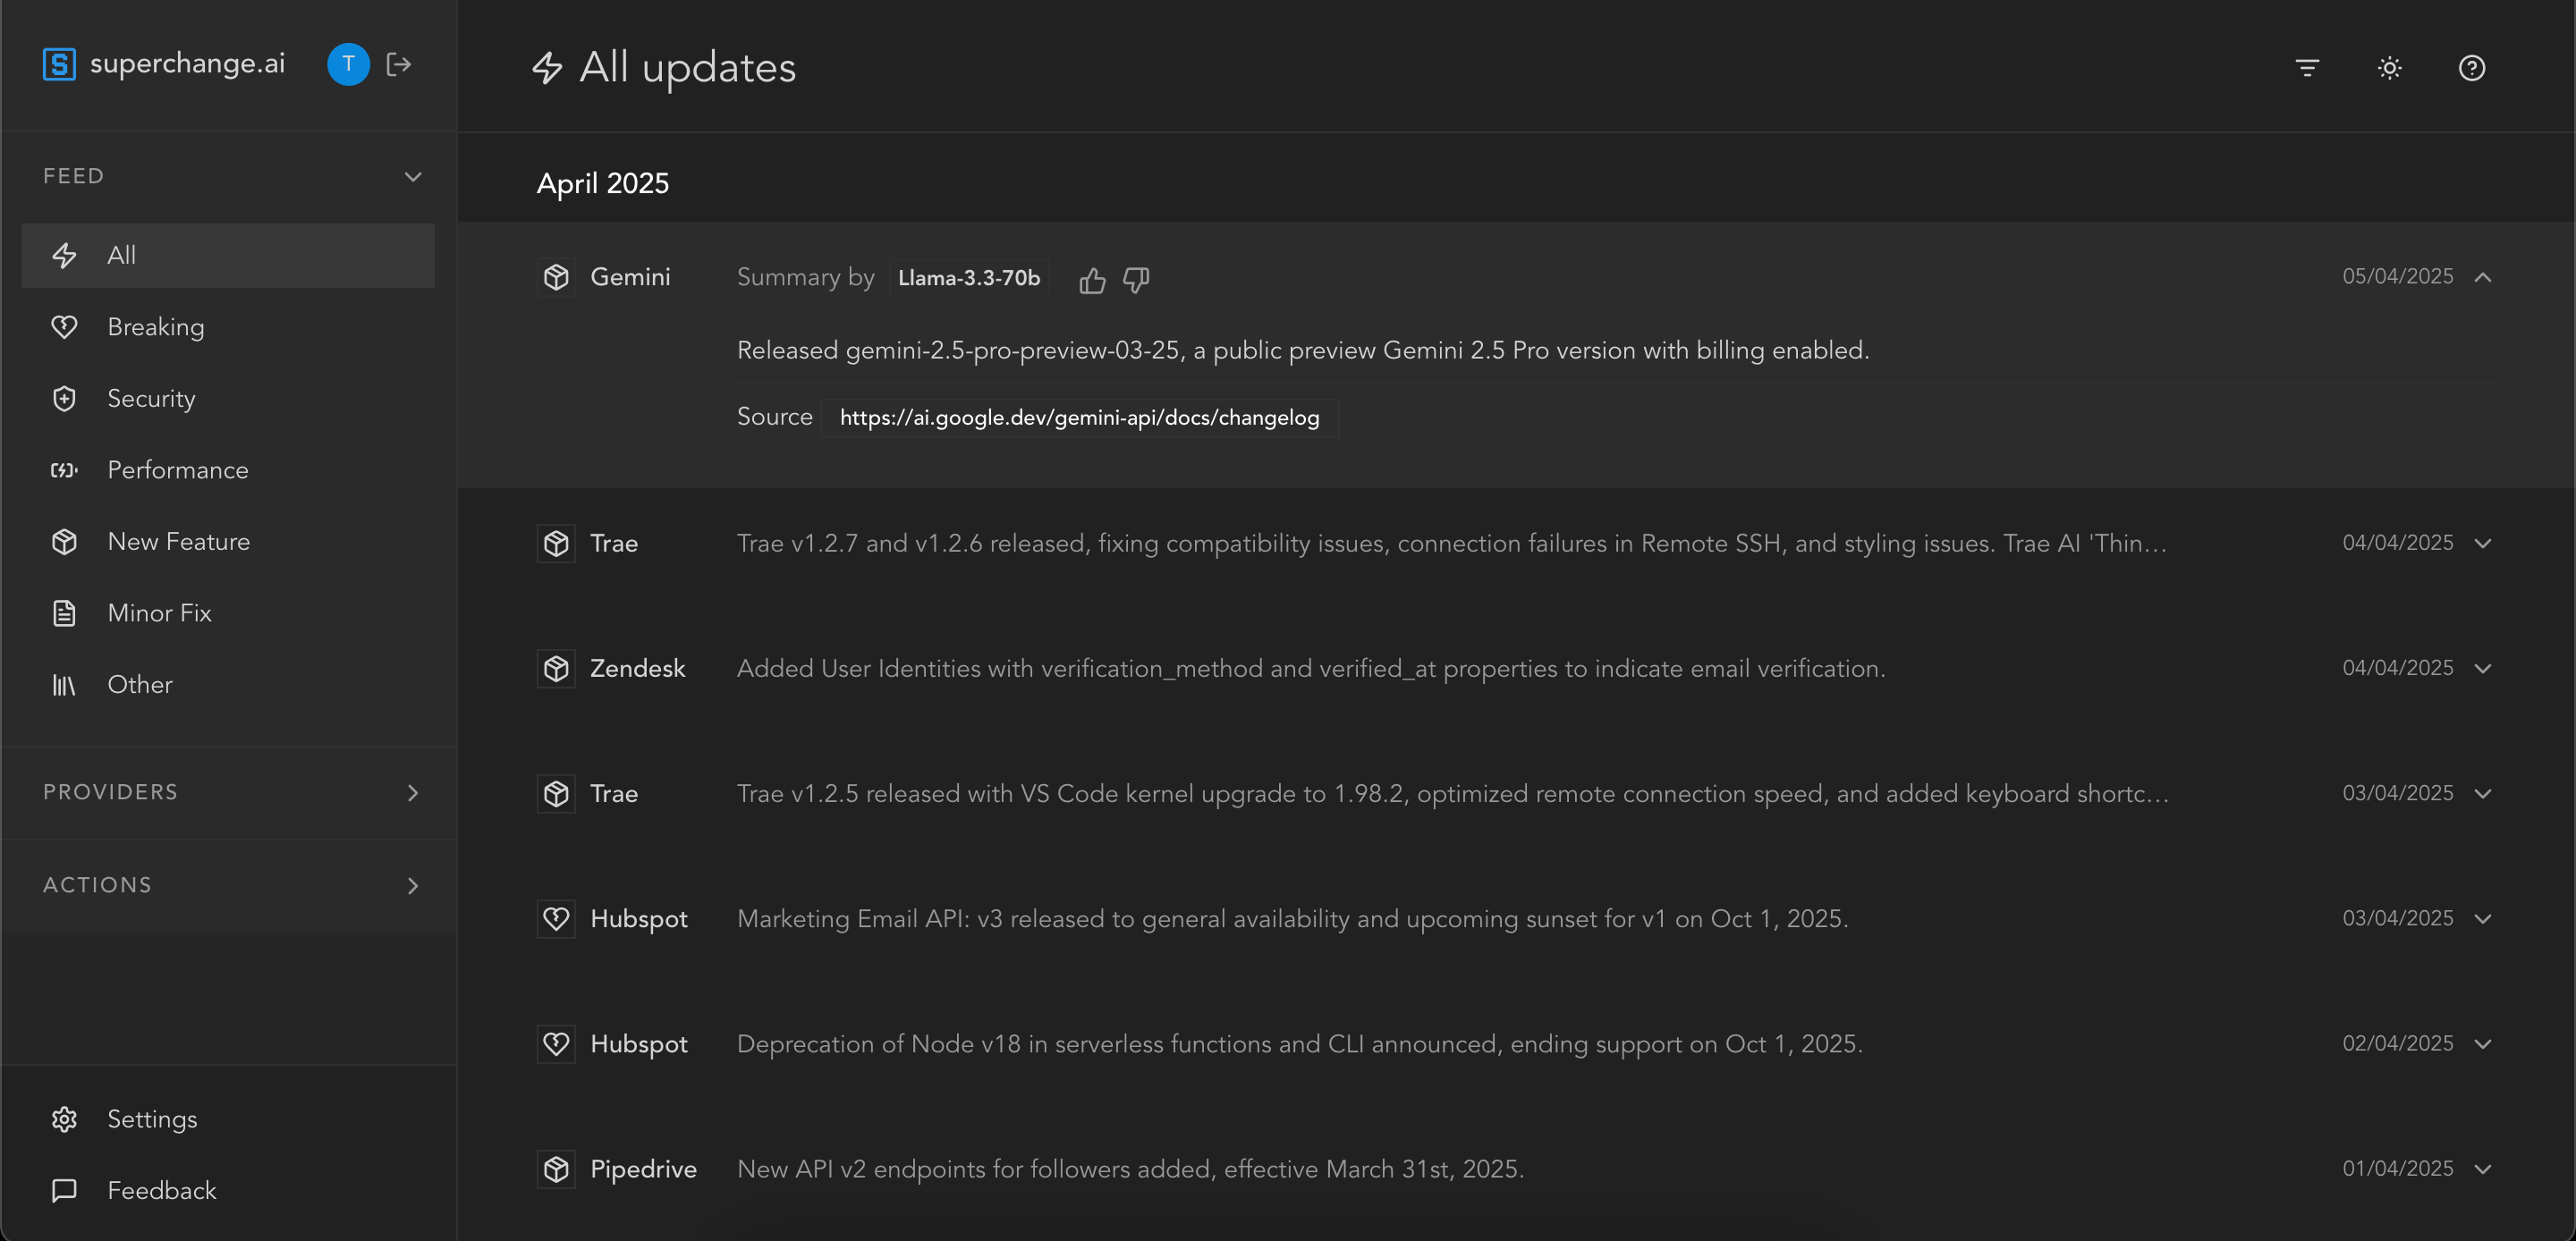 superchange.ai
T
FEED
All
Breaking
Security
Performance
New Feature
Minor Fix
Other
PROVIDERS
ACTIONS
Settings
Feedback
All updates
April 2025
Gemini Summary by Llama-3.3-70b 05/04/2025
Released gemini-2.5-pro-preview-03-25, a public preview Gemini 2.5 Pro version with billing enabled.
Source https://ai.google.dev/gemini-api/docs/changelog
Trae Trae v1.2.7 and v1.2.6 released, fixing compatibility issues, connection failures in Remote SSH, and styling issues. Trae AI 'Thin... 04/04/2025
Zendesk Added User Identities with verification_method and verified_at properties to indicate email verification. 04/04/2025
Trae Trae v1.2.5 released with VS Code kernel upgrade to 1.98.2, optimized remote connection speed, and added keyboard shortc... 03/04/2025
Hubspot Marketing Email API: v3 released to general availability and upcoming sunset for v1 on Oct 1, 2025. 03/04/2025
Hubspot Deprecation of Node v18 in serverless functions and CLI announced, ending support on Oct 1, 2025. 02/04/2025
Pipedrive New API v2 endpoints for followers added, effective March 31st, 2025. 01/04/2025